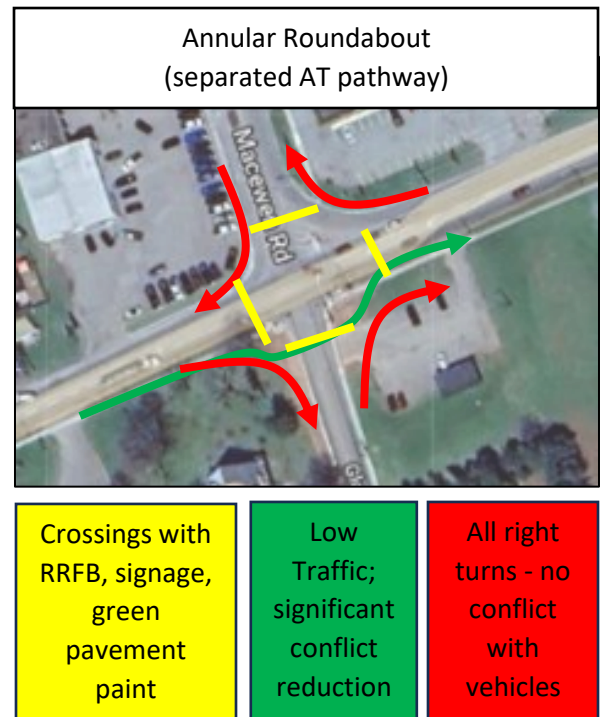 Annular Roundabout
(separated AT pathway)
Macewen Rd
Crossings with
RRFB, signage,
green
pavement
paint
Low
Traffic;
significant
conflict
reduction
All right
turns - no
conflict
with
vehicles